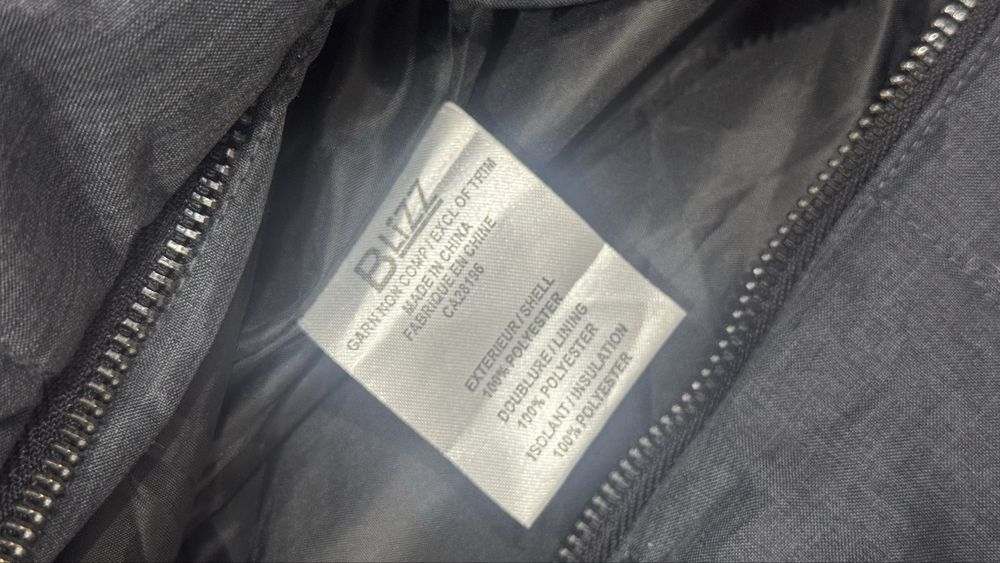 BLIZZ
GARN NON COMP / EXCL OF TRIM
MADE IN CHINA
FABRIQUE EN CHINE
CA28196
EXTERIEUR / SHELL
100% POLYESTER
DOUBLURE / LINING
100% POLYESTER
ISOLANT / INSULATION
100% POLYESTER